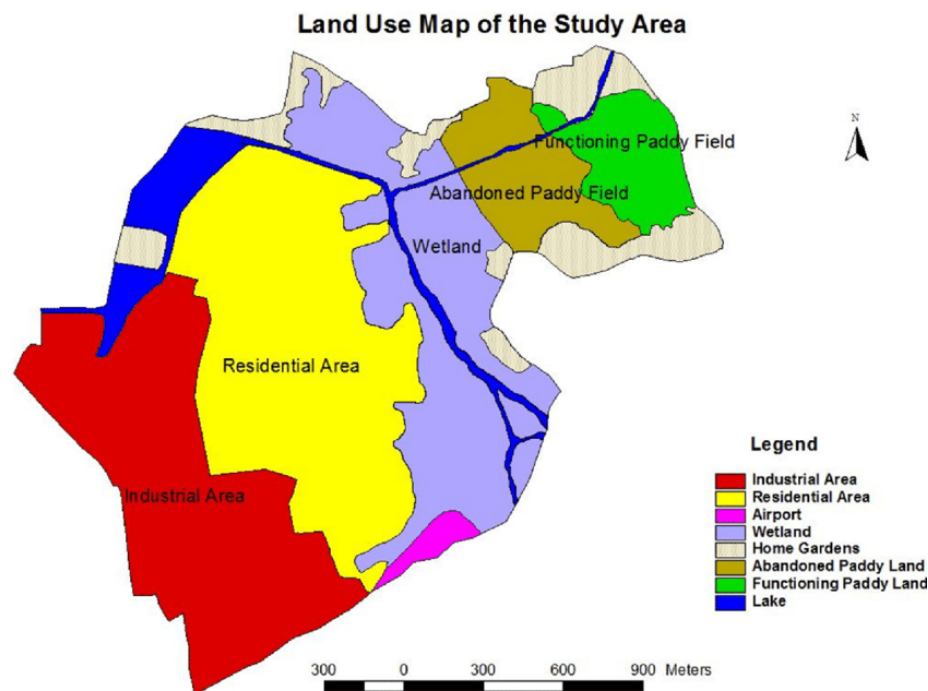 Land Use Map of the Study Area
N
Functioning Paddy Field
Abandoned Paddy Field
Wetland
Residential Area
Industrial Area
Legend
Industrial Area
Residential Area
Airport
Wetland
Home Gardens
Abandoned Paddy Land
Functioning Paddy Land
Lake
300 0 300 600 900 Meters